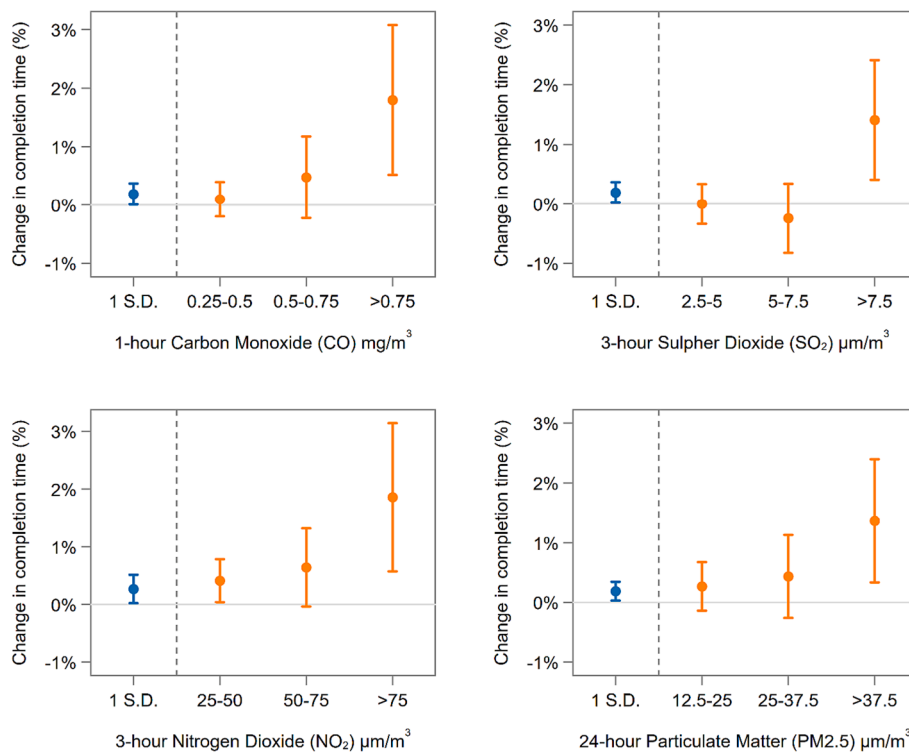 Change in completion time (%)
3%
2%
1%
0%
-1%
1 S.D.
0.25-0.5
0.5-0.75
>0.75
1-hour Carbon Monoxide (CO) mg/m³
Change in completion time (%)
3%
2%
1%
0%
-1%
1 S.D.
2.5-5
5-7.5
>7.5
3-hour Sulpher Dioxide (SO₂) µm/m³
Change in completion time (%)
3%
2%
1%
0%
-1%
1 S.D.
25-50
50-75
>75
3-hour Nitrogen Dioxide (NO₂) µm/m³
Change in completion time (%)
3%
2%
1%
0%
-1%
1 S.D.
12.5-25
25-37.5
>37.5
24-hour Particulate Matter (PM2.5) µm/m³